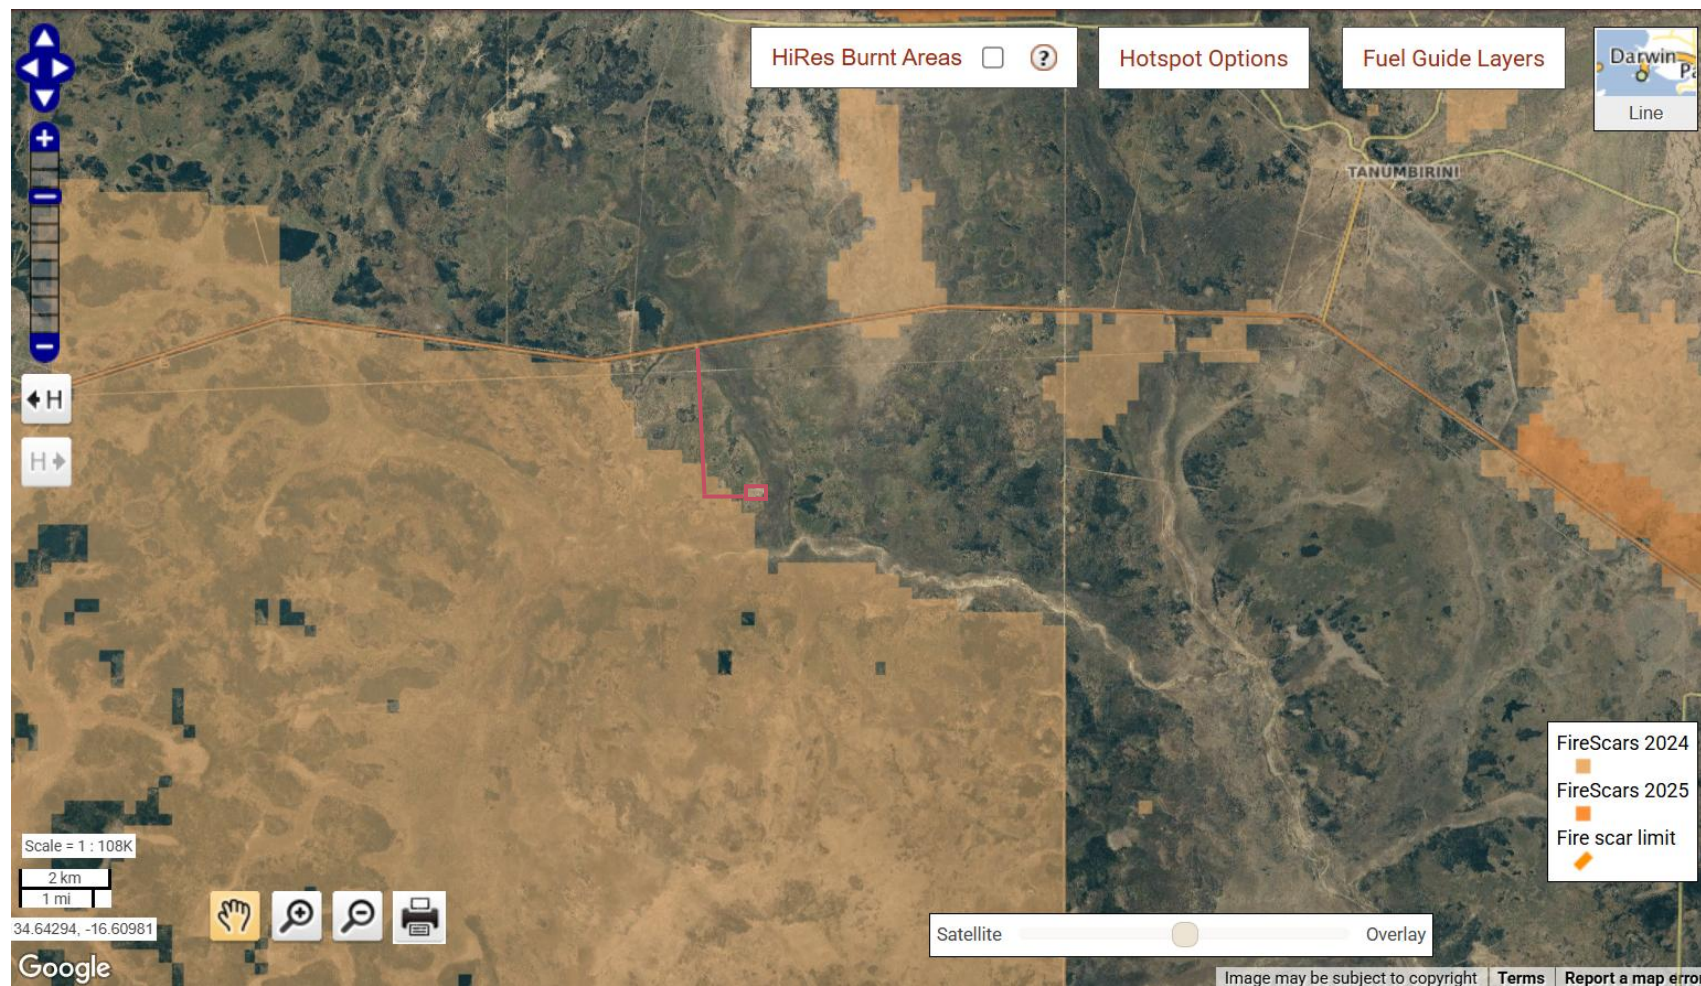 HiRes Burnt Areas ?
Hotspot Options
Fuel Guide Layers
Darwin
Pa
Line
TANUMBIRINI
H
H
FireScars 2024
FireScars 2025
Fire scar limit
Scale = 1 : 108K
2 km
1 mi
34.64294, -16.60981
Satellite
Overlay
Google
Image may be subject to copyright
Terms
Report a map error